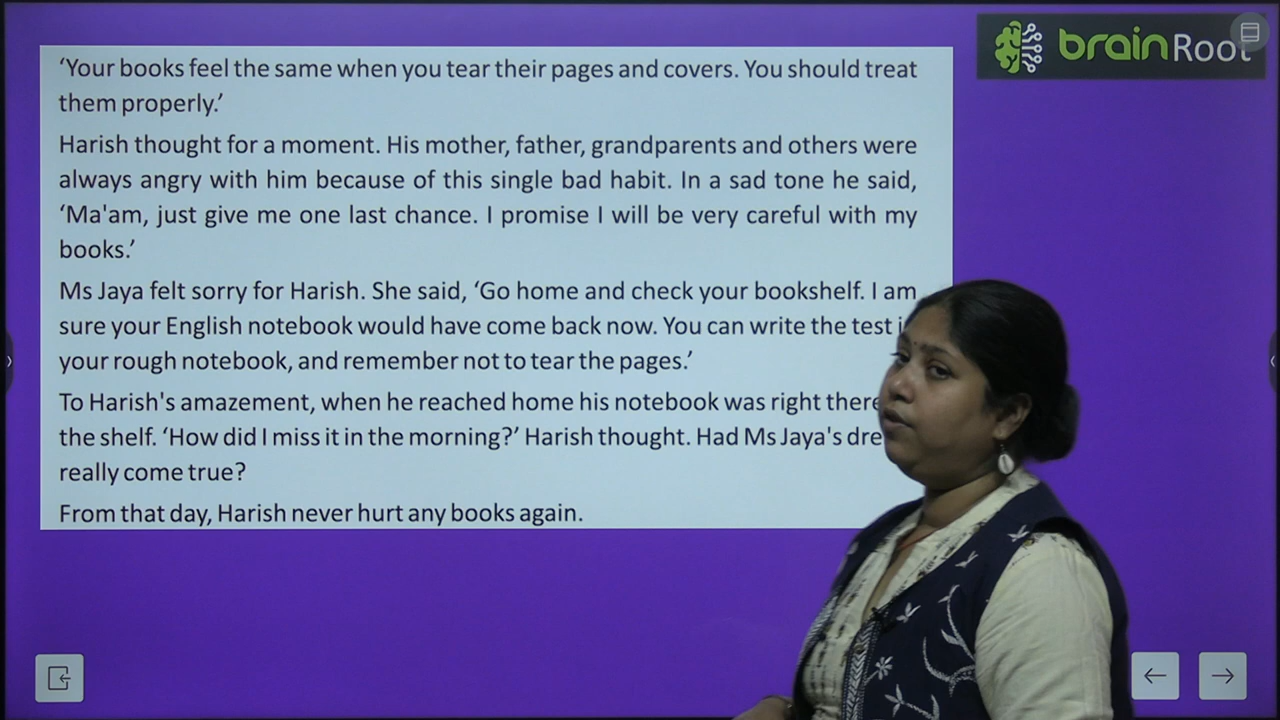 brainRoot
‘Your books feel the same when you tear their pages and covers. You should treat
them properly.’
Harish thought for a moment. His mother, father, grandparents and others were
always angry with him because of this single bad habit. In a sad tone he said,
‘Ma'am, just give me one last chance. I promise I will be very careful with my
books.’
Ms Jaya felt sorry for Harish. She said, ‘Go home and check your bookshelf. I am
sure your English notebook would have come back now. You can write the test
your rough notebook, and remember not to tear the pages.’
To Harish's amazement, when he reached home his notebook was right there
the shelf. ‘How did I miss it in the morning?’ Harish thought. Had Ms Jaya's
really come true?
From that day, Harish never hurt any books again.